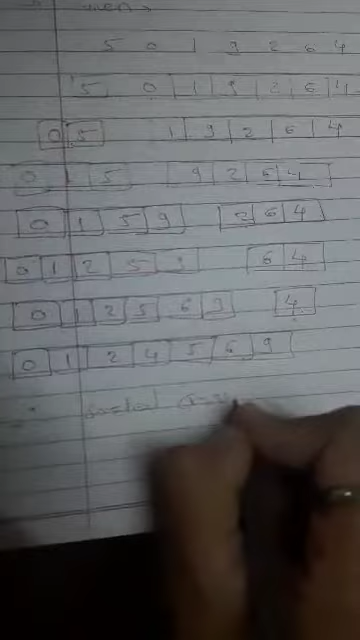 5 0 1 9 2 6 4
5 0 1 9 2 6 4
0 5 1 9 2 6 4
0 1 5 9 2 6 4
0 1 5 9 2 6 4
0 1 2 5 9 6 4
0 1 2 5 6 9 4
0 1 2 4 5 6 9
∴ sorted